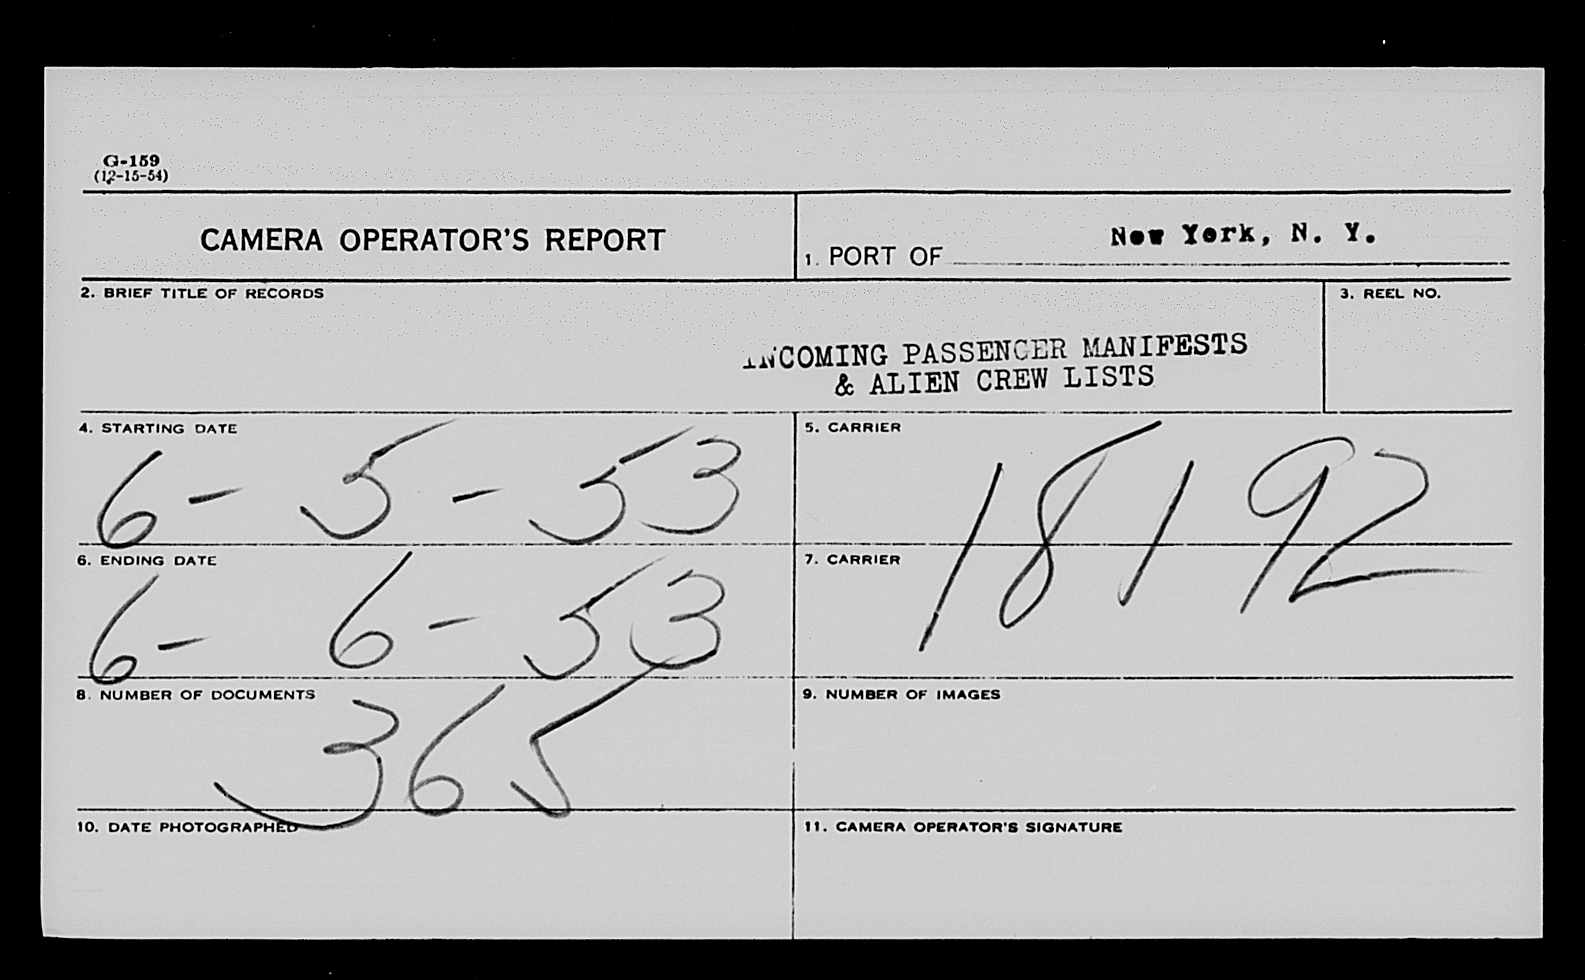 G-159
(12-15-54)
CAMERA OPERATOR'S REPORT
1. PORT OF New York, N. Y.
2. BRIEF TITLE OF RECORDS
INCOMING PASSENGER MANIFESTS
& ALIEN CREW LISTS
3. REEL NO.
4. STARTING DATE
6-5-53
5. CARRIER
18192
6. ENDING DATE
6-6-53
7. CARRIER
8. NUMBER OF DOCUMENTS
365
9. NUMBER OF IMAGES
10. DATE PHOTOGRAPHED
11. CAMERA OPERATOR'S SIGNATURE